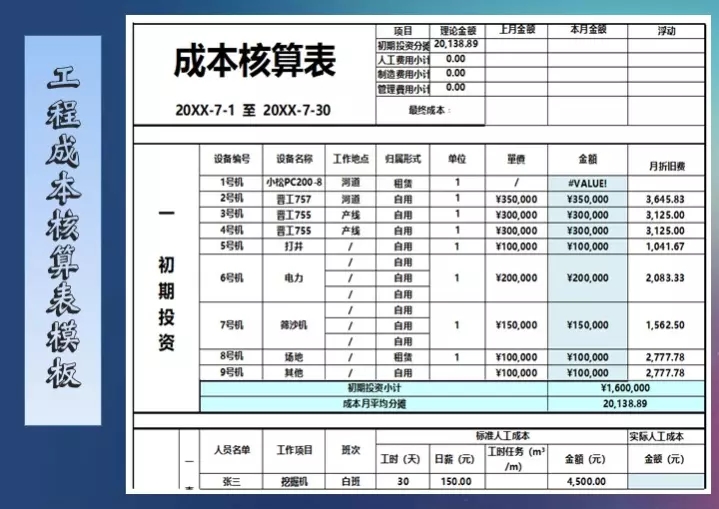 工程成本核算表模板
成本核算表
20XX-7-1 至 20XX-7-30
项目 理论金额 上月金额 本月金额 浮动
初期投资分摊 20,138.89
人工费用小计 0.00
制造费用小计 0.00
管理費用小计 0.00
最终成本：
一 初期投资
设备编号 设备名称 工作地点 归属形式 单位 单價 金额 月折旧费
1号机 小松PC200-8 河道 租赁 1 / #VALUE!
2号机 晋工757 河道 自用 1 ¥350,000 ¥350,000 3,645.83
3号机 晋工755 产线 自用 1 ¥300,000 ¥300,000 3,125.00
4号机 晋工755 产线 自用 1 ¥300,000 ¥300,000 3,125.00
5号机 打井 / 自用 1 ¥100,000 ¥100,000 1,041.67
/ 自用
6号机 电力 / 自用 1 ¥200,000 ¥200,000 2,083.33
/ 自用
/ 自用
7号机 筛沙机 / 自用 1 ¥150,000 ¥150,000 1,562.50
/ 自用
8号机 场地 / 租赁 1 ¥100,000 ¥100,000 2,777.78
9号机 其他 / 自用 ¥100,000 ¥100,000 2,777.78
初期投资小计 ¥1,600,000
成本月平均分摊 20,138.89
标准人工成本 实际人工成本
人员名单 工作项目 班次 工时（天） 日薪（元） 工时任务（m³/m） 金额（元） 金额（元）
一
张三 挖掘机 白班 30 150.00 4,500.00